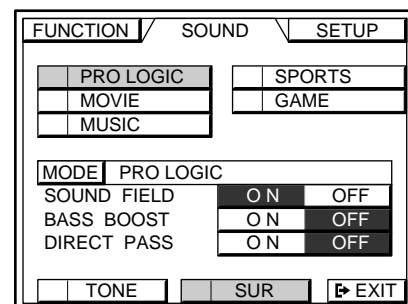 FUNCTION SOUND SETUP
PRO LOGIC SPORTS
MOVIE GAME
MUSIC
MODE PRO LOGIC
SOUND FIELD ON OFF
BASS BOOST ON OFF
DIRECT PASS ON OFF
TONE SUR EXIT